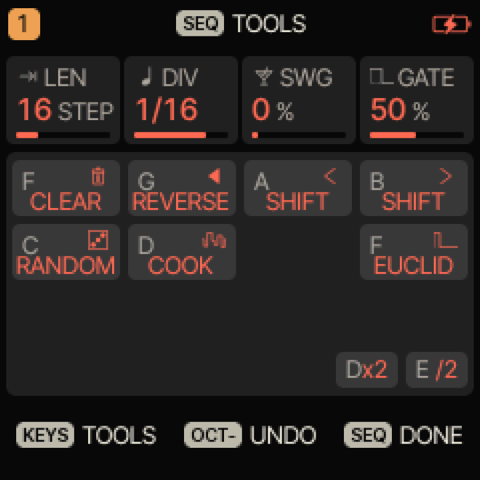 1 SEQ TOOLS
LEN DIV SWG GATE
16 STEP 1/16 0 % 50 %
F G A B
CLEAR REVERSE SHIFT SHIFT
C D F
RANDOM COOK EUCLID
Dx2 E /2
KEYS TOOLS OCT- UNDO SEQ DONE